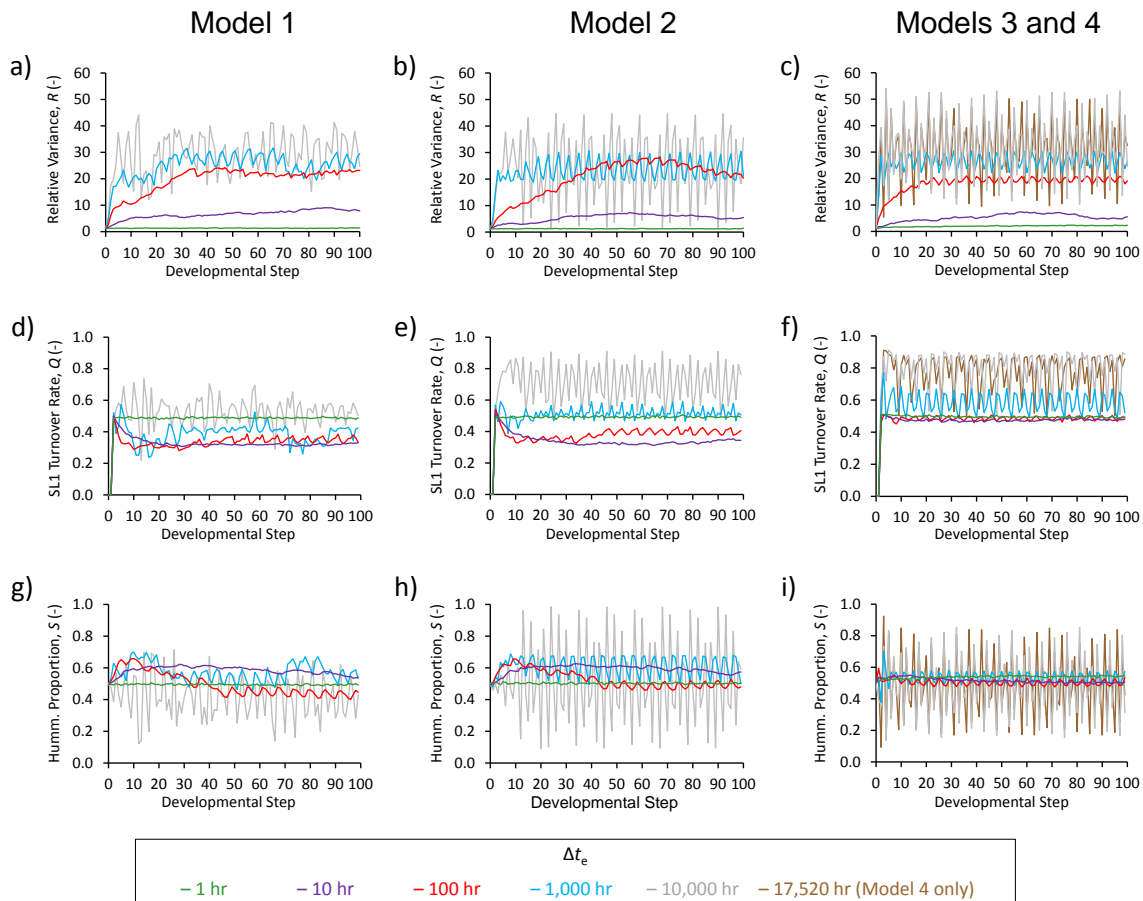 Model 1
Model 2
Models 3 and 4
a)
b)
c)
Relative Variance, R (-)
60
50
40
30
20
10
0
0 10 20 30 40 50 60 70 80 90 100
Developmental Step
Relative Variance, R (-)
60
50
40
30
20
10
0
0 10 20 30 40 50 60 70 80 90 100
Developmental Step
Relative Variance, R (-)
60
50
40
30
20
10
0
0 10 20 30 40 50 60 70 80 90 100
Developmental Step
d)
e)
f)
SL1 Turnover Rate, Q (-)
1.0
0.8
0.6
0.4
0.2
0.0
0 10 20 30 40 50 60 70 80 90 100
Developmental Step
SL1 Turnover Rate, Q (-)
1.0
0.8
0.6
0.4
0.2
0.0
0 10 20 30 40 50 60 70 80 90 100
Developmental Step
SL1 Turnover Rate, Q (-)
1.0
0.8
0.6
0.4
0.2
0.0
0 10 20 30 40 50 60 70 80 90 100
Developmental Step
g)
h)
i)
Humm. Proportion, S (-)
1.0
0.8
0.6
0.4
0.2
0.0
0 10 20 30 40 50 60 70 80 90 100
Developmental Step
Humm. Proportion, S (-)
1.0
0.8
0.6
0.4
0.2
0.0
0 10 20 30 40 50 60 70 80 90 100
Developmental Step
Humm. Proportion, S (-)
1.0
0.8
0.6
0.4
0.2
0.0
0 10 20 30 40 50 60 70 80 90 100
Developmental Step
Δte
– 1 hr – 10 hr – 100 hr – 1,000 hr – 10,000 hr – 17,520 hr (Model 4 only)